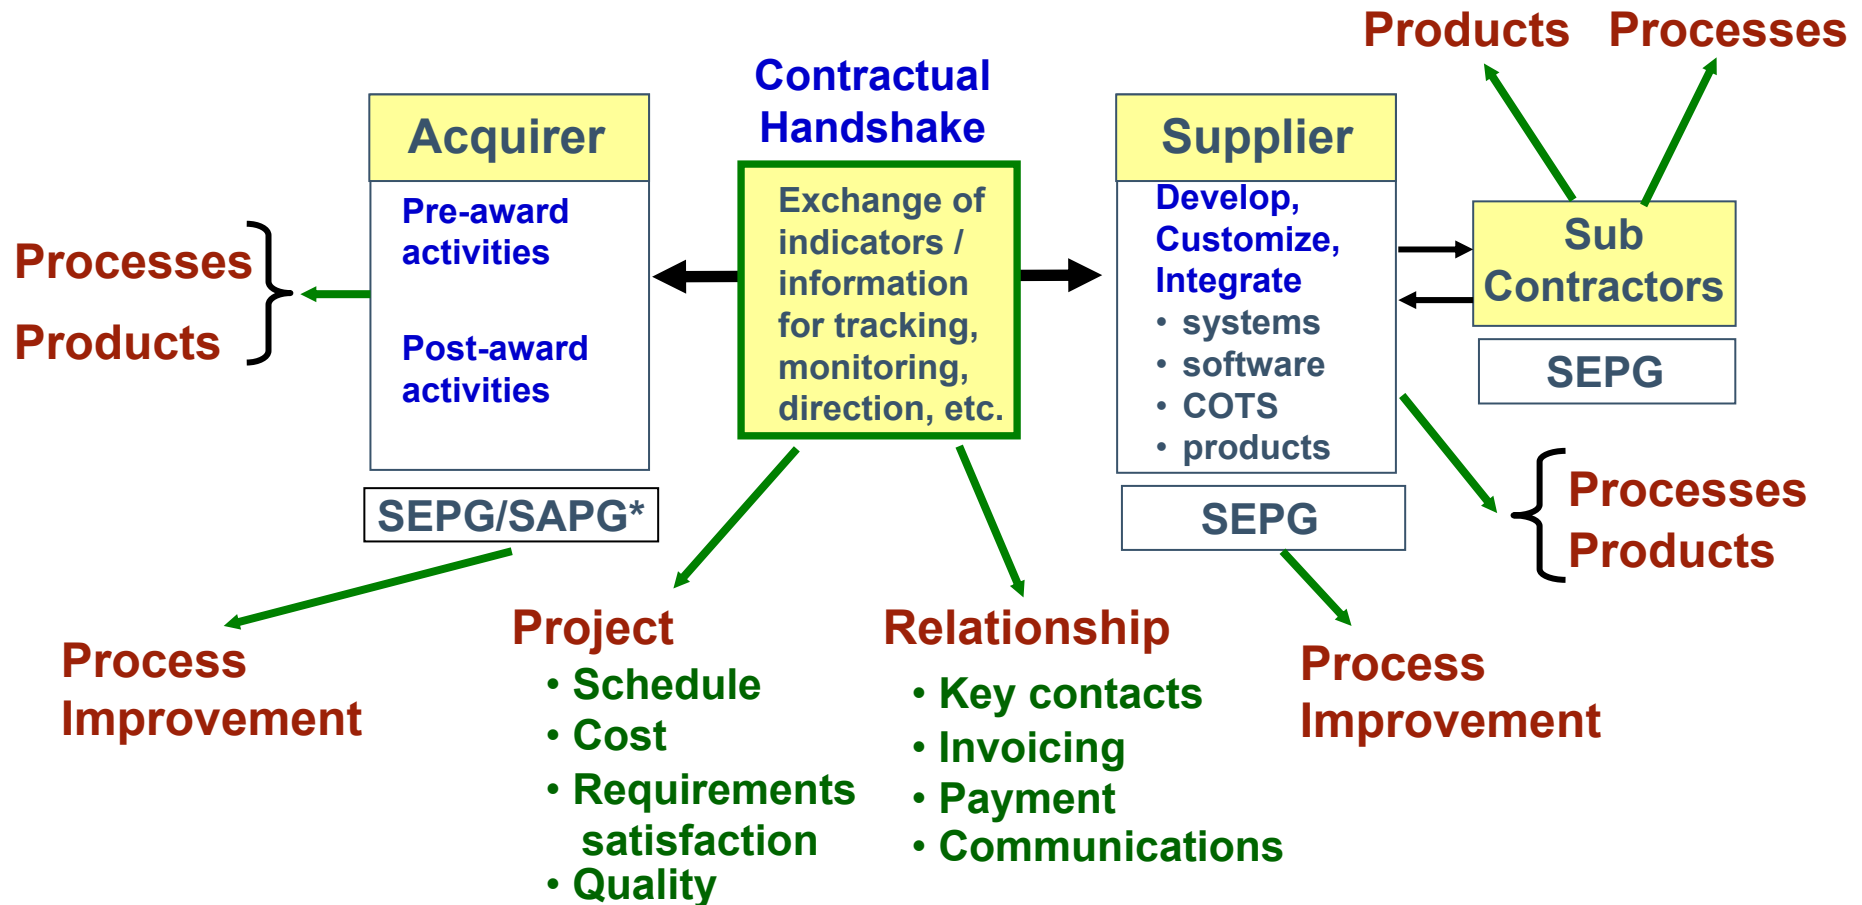 Products Processes
Contractual
Handshake
Acquirer
Pre-award
activities
Post-award
activities
Processes
Products
SEPG/SAPG*
Process
Improvement
Exchange of
indicators /
information
for tracking,
monitoring,
direction, etc.
Project
• Schedule
• Cost
• Requirements
satisfaction
• Quality
Relationship
• Key contacts
• Invoicing
• Payment
• Communications
Supplier
Develop,
Customize,
Integrate
• systems
• software
• COTS
• products
SEPG
Process
Improvement
Sub
Contractors
SEPG
Processes
Products